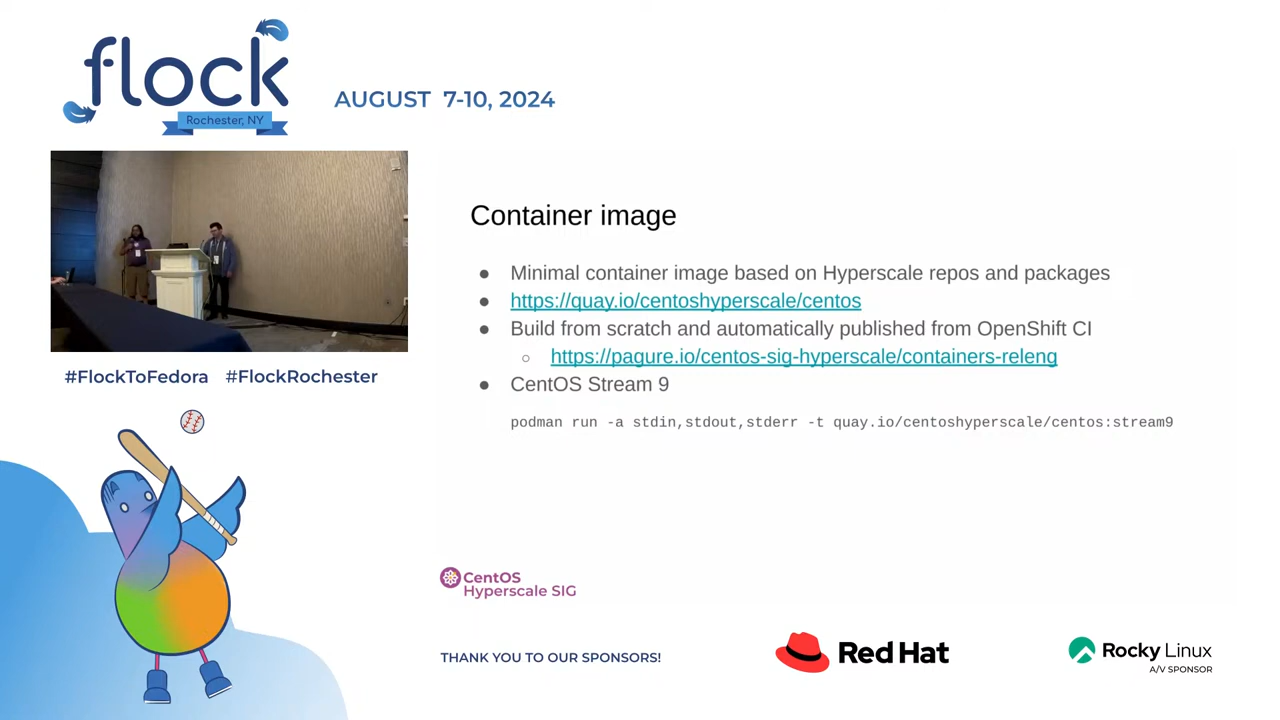 flock
Rochester, NY
AUGUST 7-10, 2024
#FlockToFedora #FlockRochester
Container image
● Minimal container image based on Hyperscale repos and packages
● https://quay.io/centoshyperscale/centos
● Build from scratch and automatically published from OpenShift CI
○ https://pagure.io/centos-sig-hyperscale/containers-releng
● CentOS Stream 9
podman run -a stdin,stdout,stderr -t quay.io/centoshyperscale/centos:stream9
CentOS
Hyperscale SIG
THANK YOU TO OUR SPONSORS!
Red Hat
Rocky Linux
A/V SPONSOR